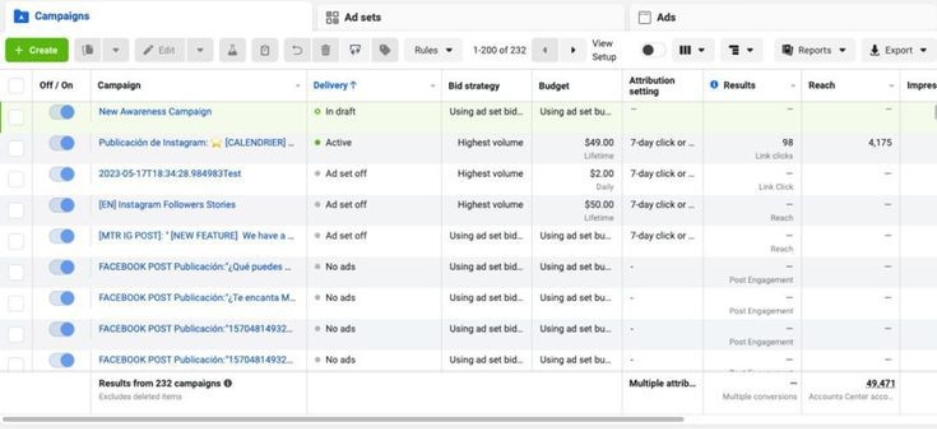 Campaigns
Ad sets
Ads
+ Create
Edit
Rules
1-200 of 232
View Setup
Reports
Export
Off / On
Campaign
Delivery ↑
Bid strategy
Budget
Attribution setting
Results
Reach
Impres
New Awareness Campaign
In draft
Using ad set bid...
Using ad set bu...
—
—
—
Publicación de Instagram: ⭐ [CALENDRIER] ...
Active
Highest volume
$49.00
Lifetime
7-day click or ...
98
Link clicks
4,175
2023-05-17T18:34:28.984983Test
Ad set off
Highest volume
$2.00
Daily
7-day click or ...
—
Link Click
—
[EN] Instagram Followers Stories
Ad set off
Highest volume
$50.00
Lifetime
7-day click or ...
—
Reach
—
[MTR IG POST]: " [NEW FEATURE] We have a ...
Ad set off
Using ad set bid...
Using ad set bu...
7-day click or ...
—
Reach
—
FACEBOOK POST Publicación:"¿Qué puedes ...
No ads
Using ad set bid...
Using ad set bu...
-
—
Post Engagement
—
FACEBOOK POST Publicación:"¿Te encanta M...
No ads
Using ad set bid...
Using ad set bu...
-
—
Post Engagement
—
FACEBOOK POST Publicación:"15704814932...
No ads
Using ad set bid...
Using ad set bu...
-
—
Post Engagement
—
FACEBOOK POST Publicación:"15704814932...
No ads
Using ad set bid...
Using ad set bu...
-
—
—
Results from 232 campaigns
Excludes deleted items
Multiple attrib...
—
Multiple conversions
49,471
Accounts Center acco...